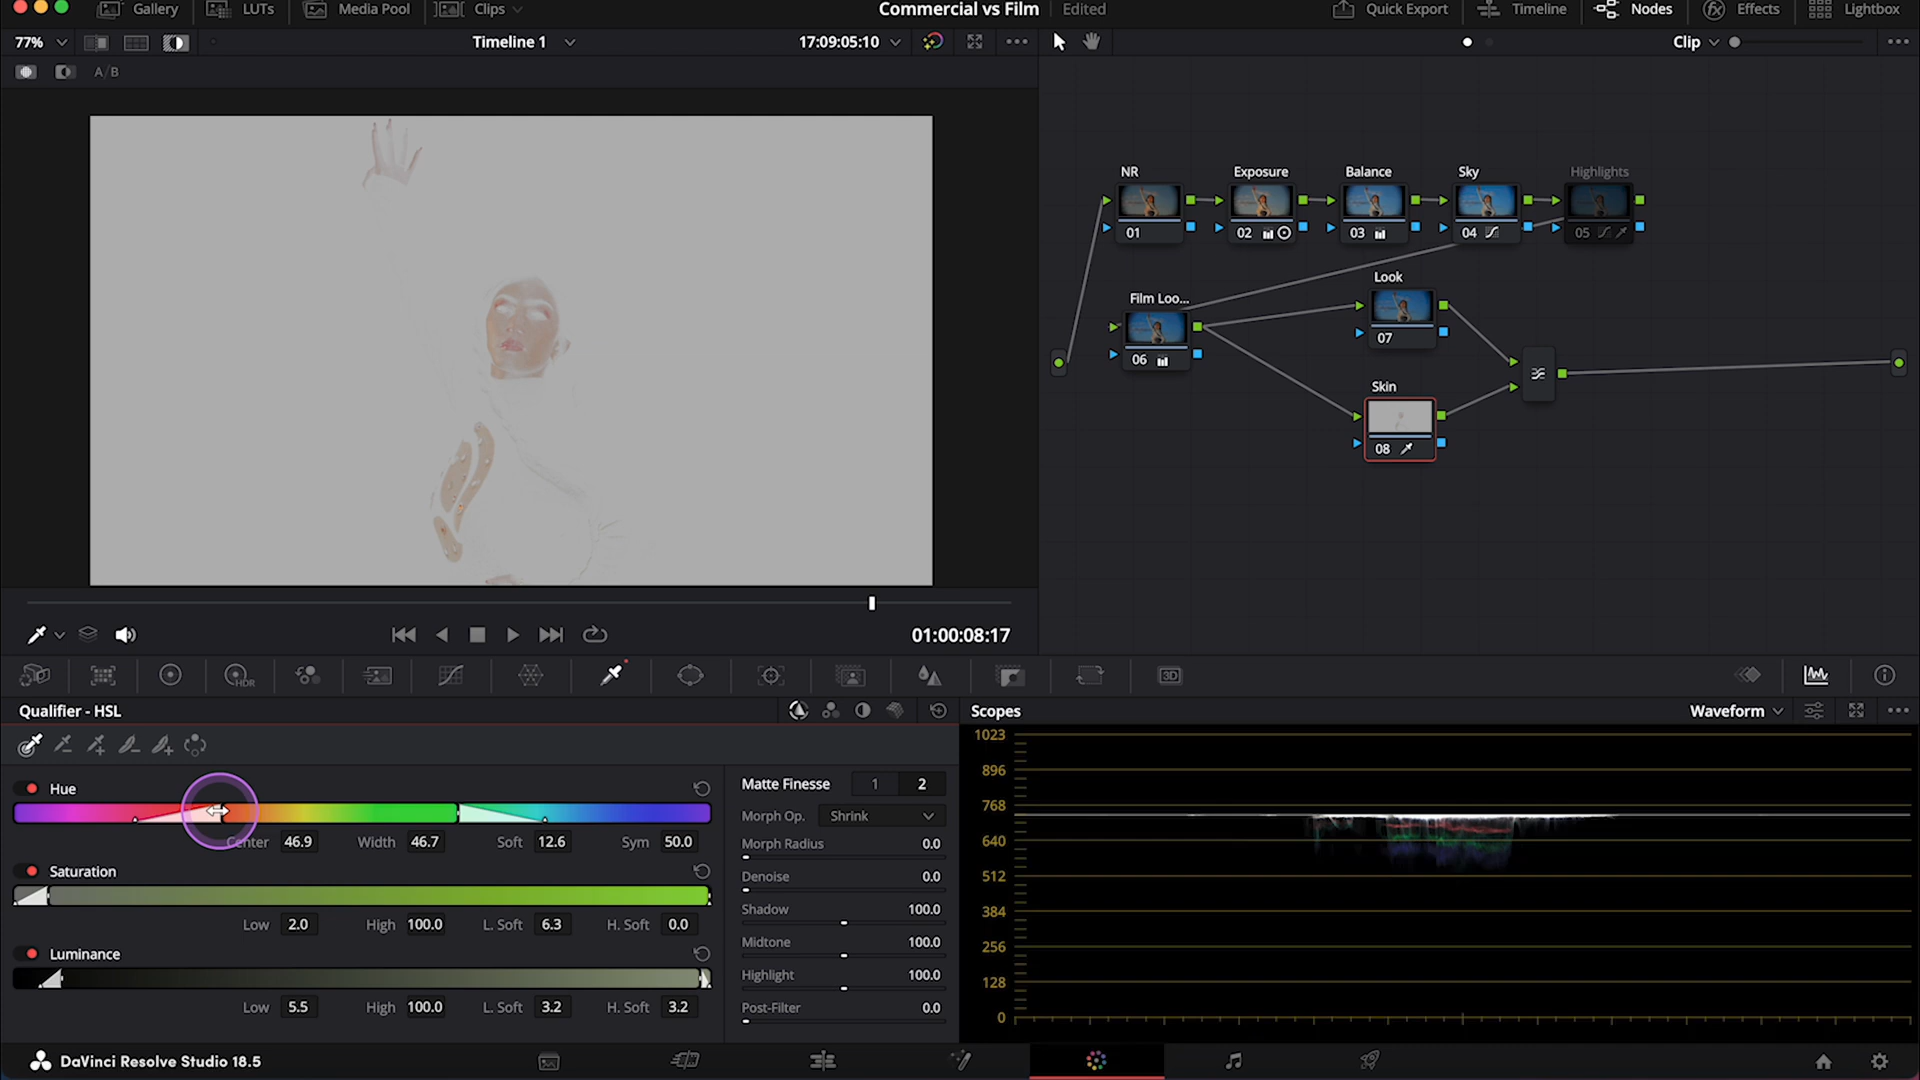 Gallery LUTs Media Pool Clips Commercial vs Film Edited Quick Export Timeline Nodes Effects Lightbox
77% Timeline 1 17:09:05:10 Clip
A/B
NR Exposure Balance Sky Highlights
01 02 03 04 05
Look
Film Loo...
07
06
Skin
08
01:00:08:17
HDR 3D
Qualifier - HSL Scopes Waveform
Hue
Center 46.9 Width 46.7 Soft 12.6 Sym 50.0
Saturation
Low 2.0 High 100.0 L. Soft 6.3 H. Soft 0.0
Luminance
Low 5.5 High 100.0 L. Soft 3.2 H. Soft 3.2
Matte Finesse 1 2
Morph Op. Shrink
Morph Radius 0.0
Denoise 0.0
Shadow 100.0
Midtone 100.0
Highlight 100.0
Post-Filter 0.0
1023
896
768
640
512
384
256
128
0
DaVinci Resolve Studio 18.5